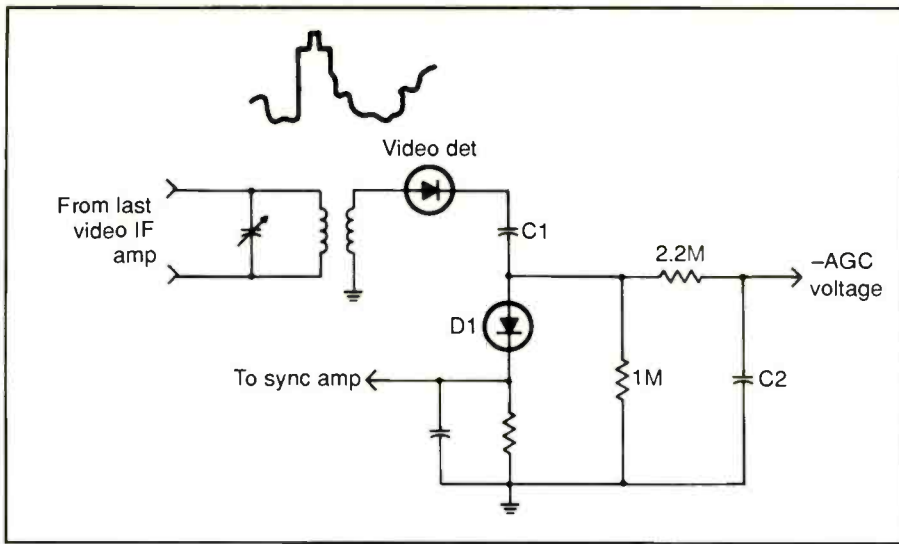 Video det
From last
video IF
amp
C1
2.2M
–AGC
voltage
D1
To sync amp
1M
C2